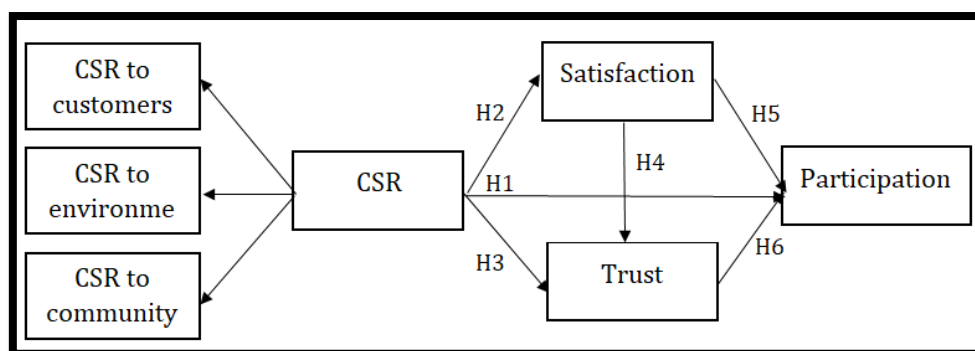 CSR to
customers
CSR to
environme
CSR to
community
CSR
Satisfaction
Trust
Participation
H2
H1
H3
H4
H5
H6